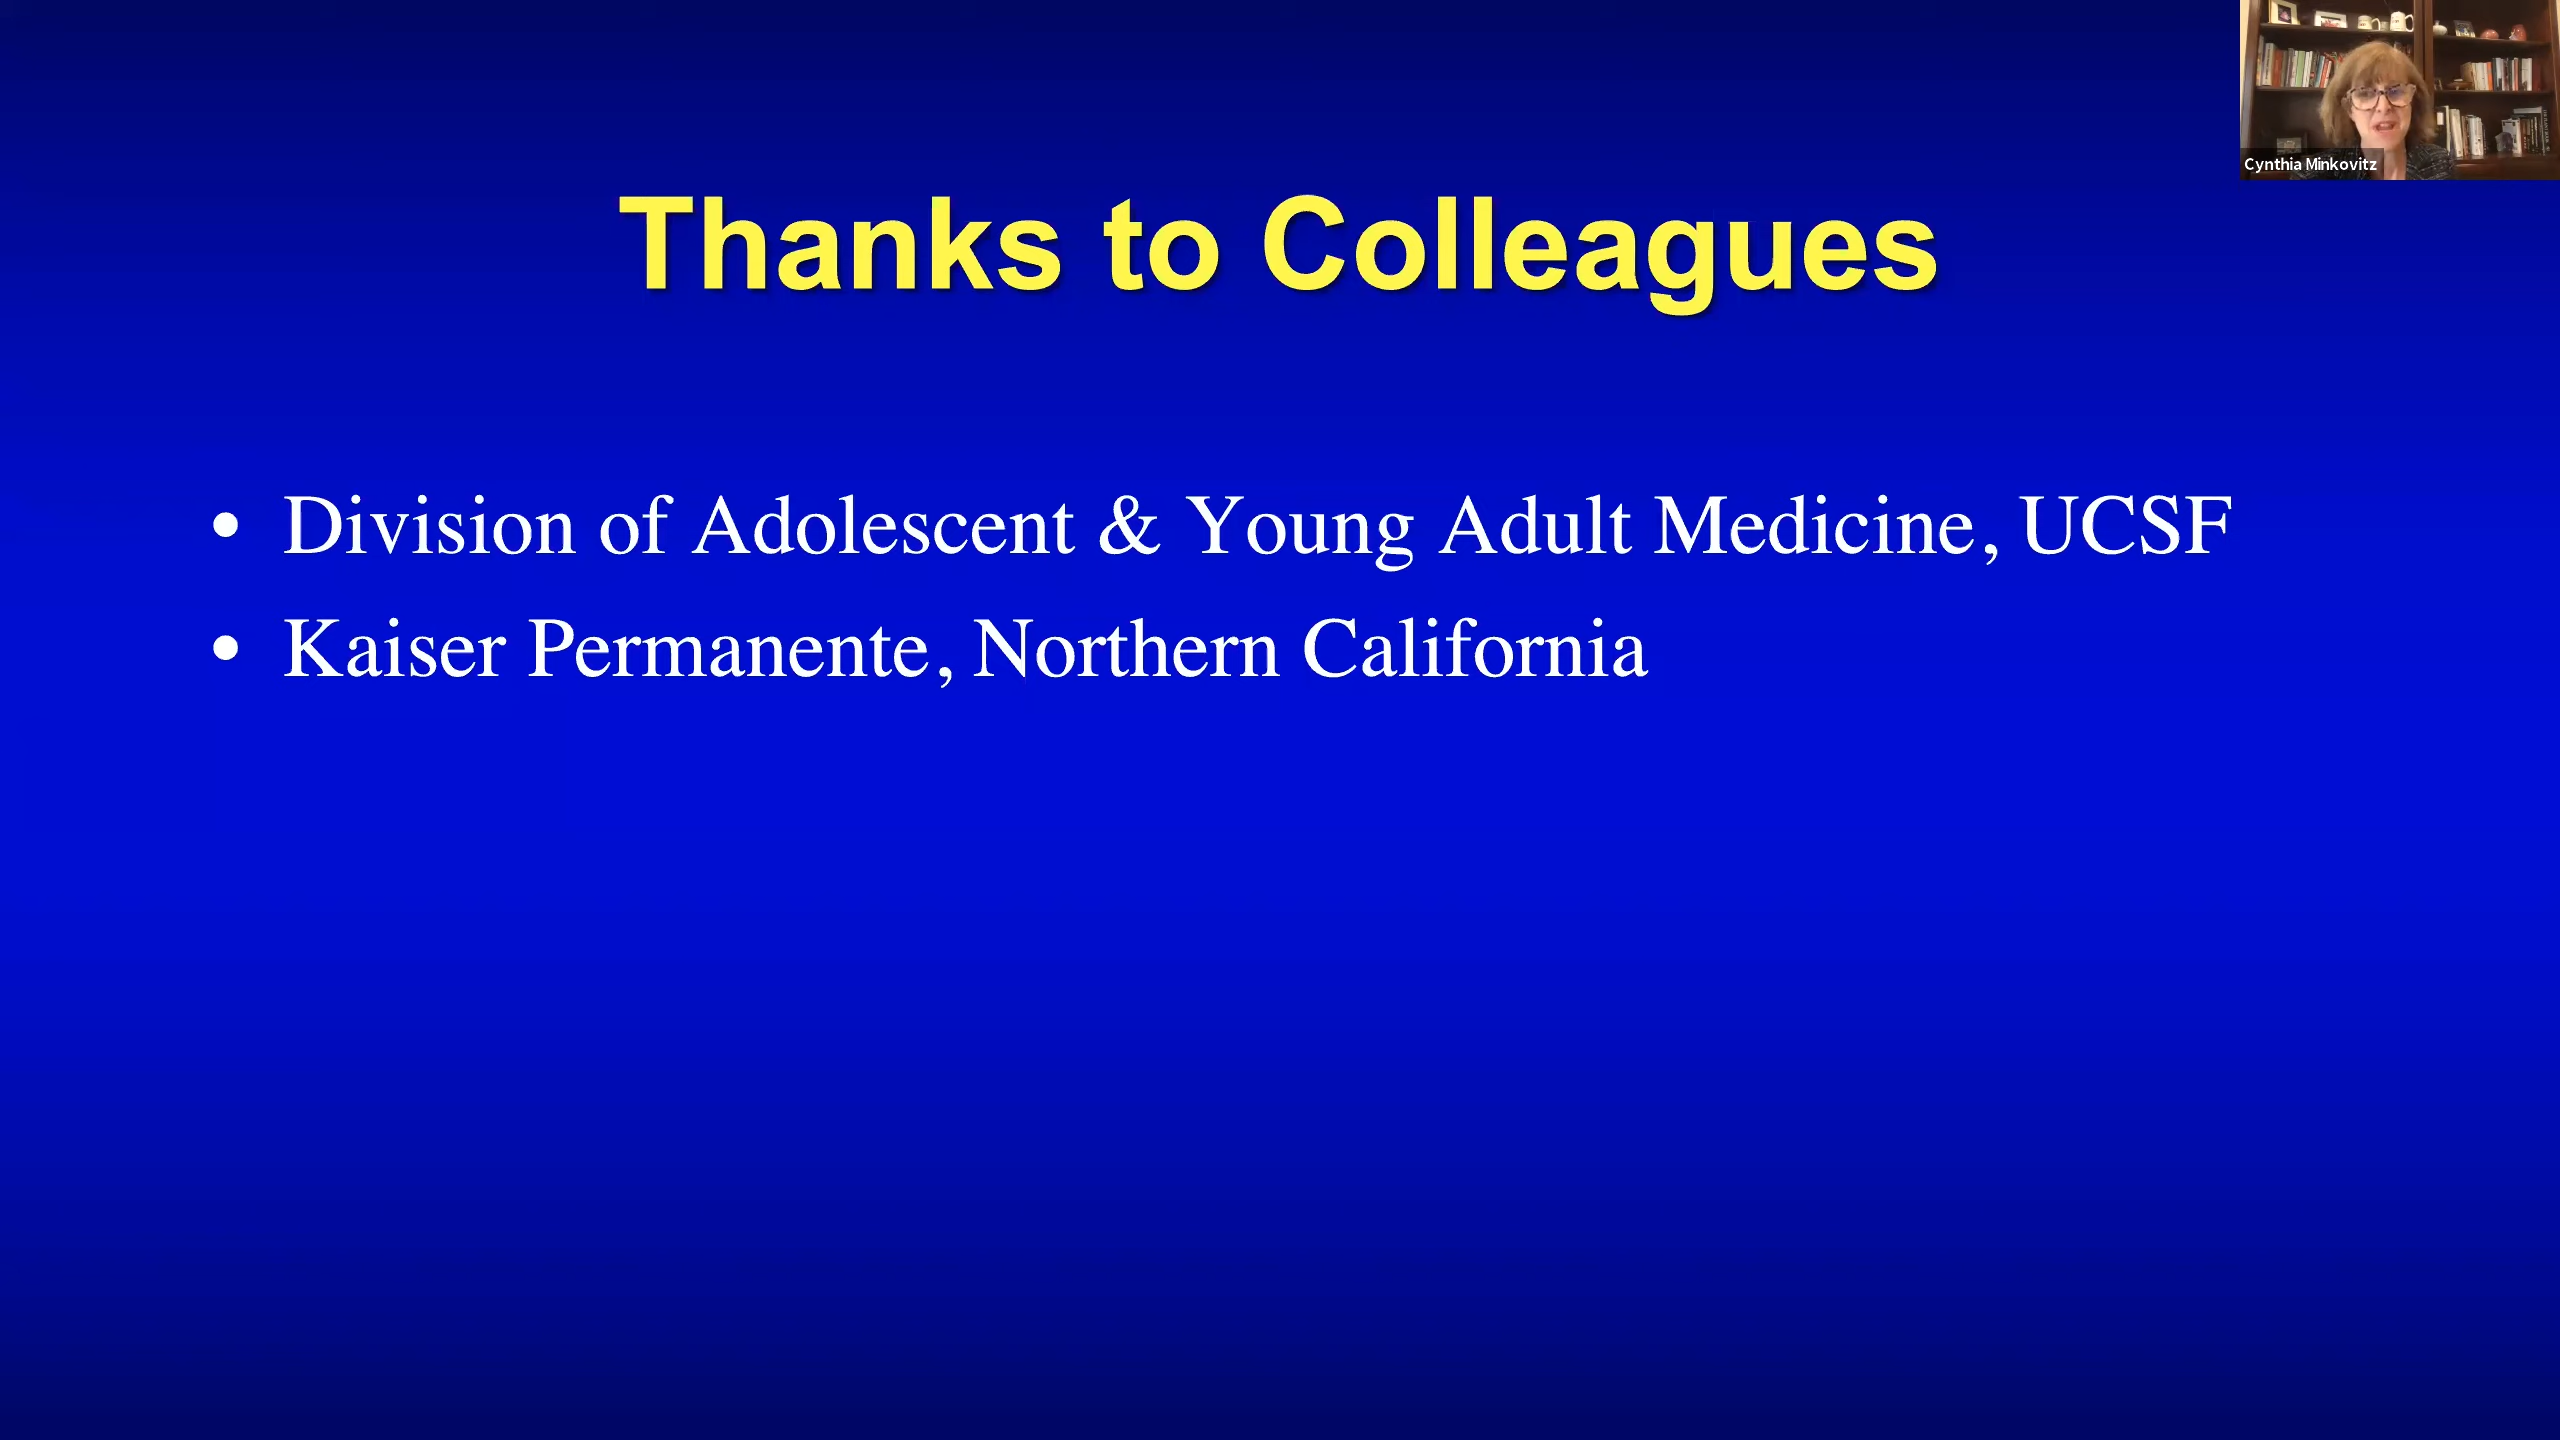 Cynthia Minkovitz
Thanks to Colleagues
• Division of Adolescent & Young Adult Medicine, UCSF
• Kaiser Permanente, Northern California